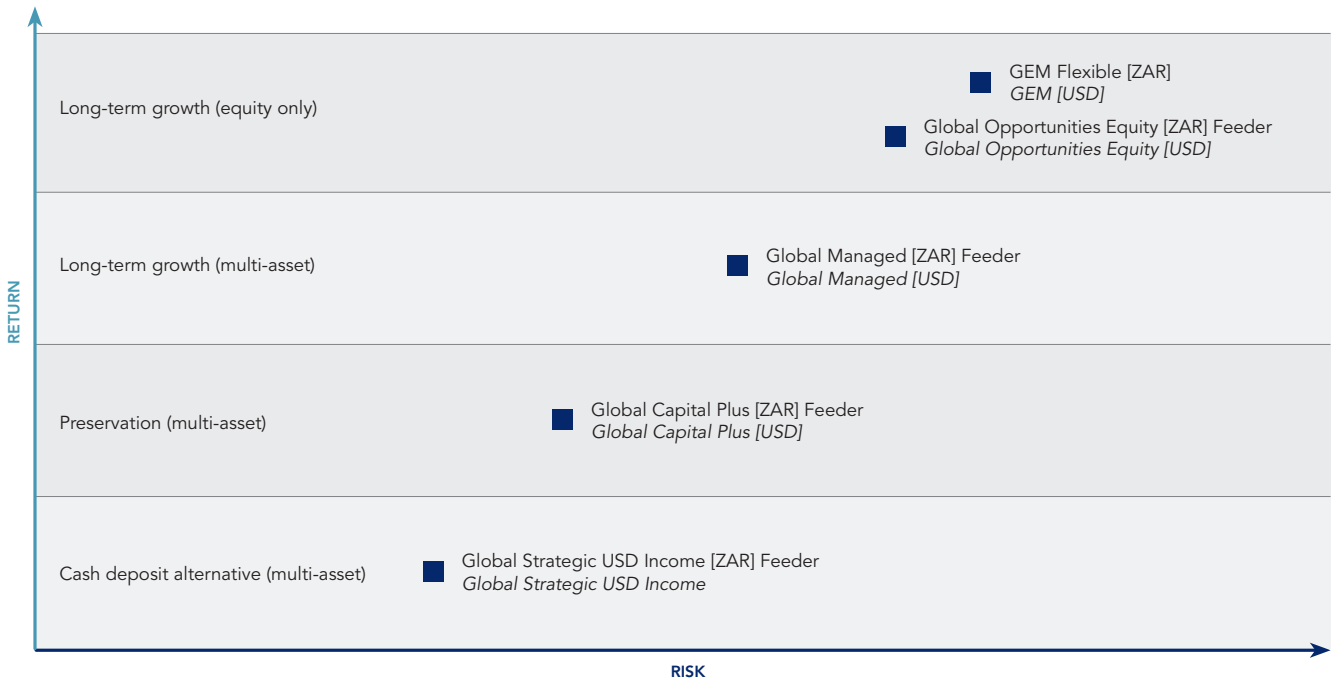 Long-term growth (equity only)
GEM Flexible [ZAR]
GEM [USD]
Global Opportunities Equity [ZAR] Feeder
Global Opportunities Equity [USD]
Long-term growth (multi-asset)
Global Managed [ZAR] Feeder
Global Managed [USD]
RETURN
Preservation (multi-asset)
Global Capital Plus [ZAR] Feeder
Global Capital Plus [USD]
Cash deposit alternative (multi-asset)
Global Strategic USD Income [ZAR] Feeder
Global Strategic USD Income
RISK